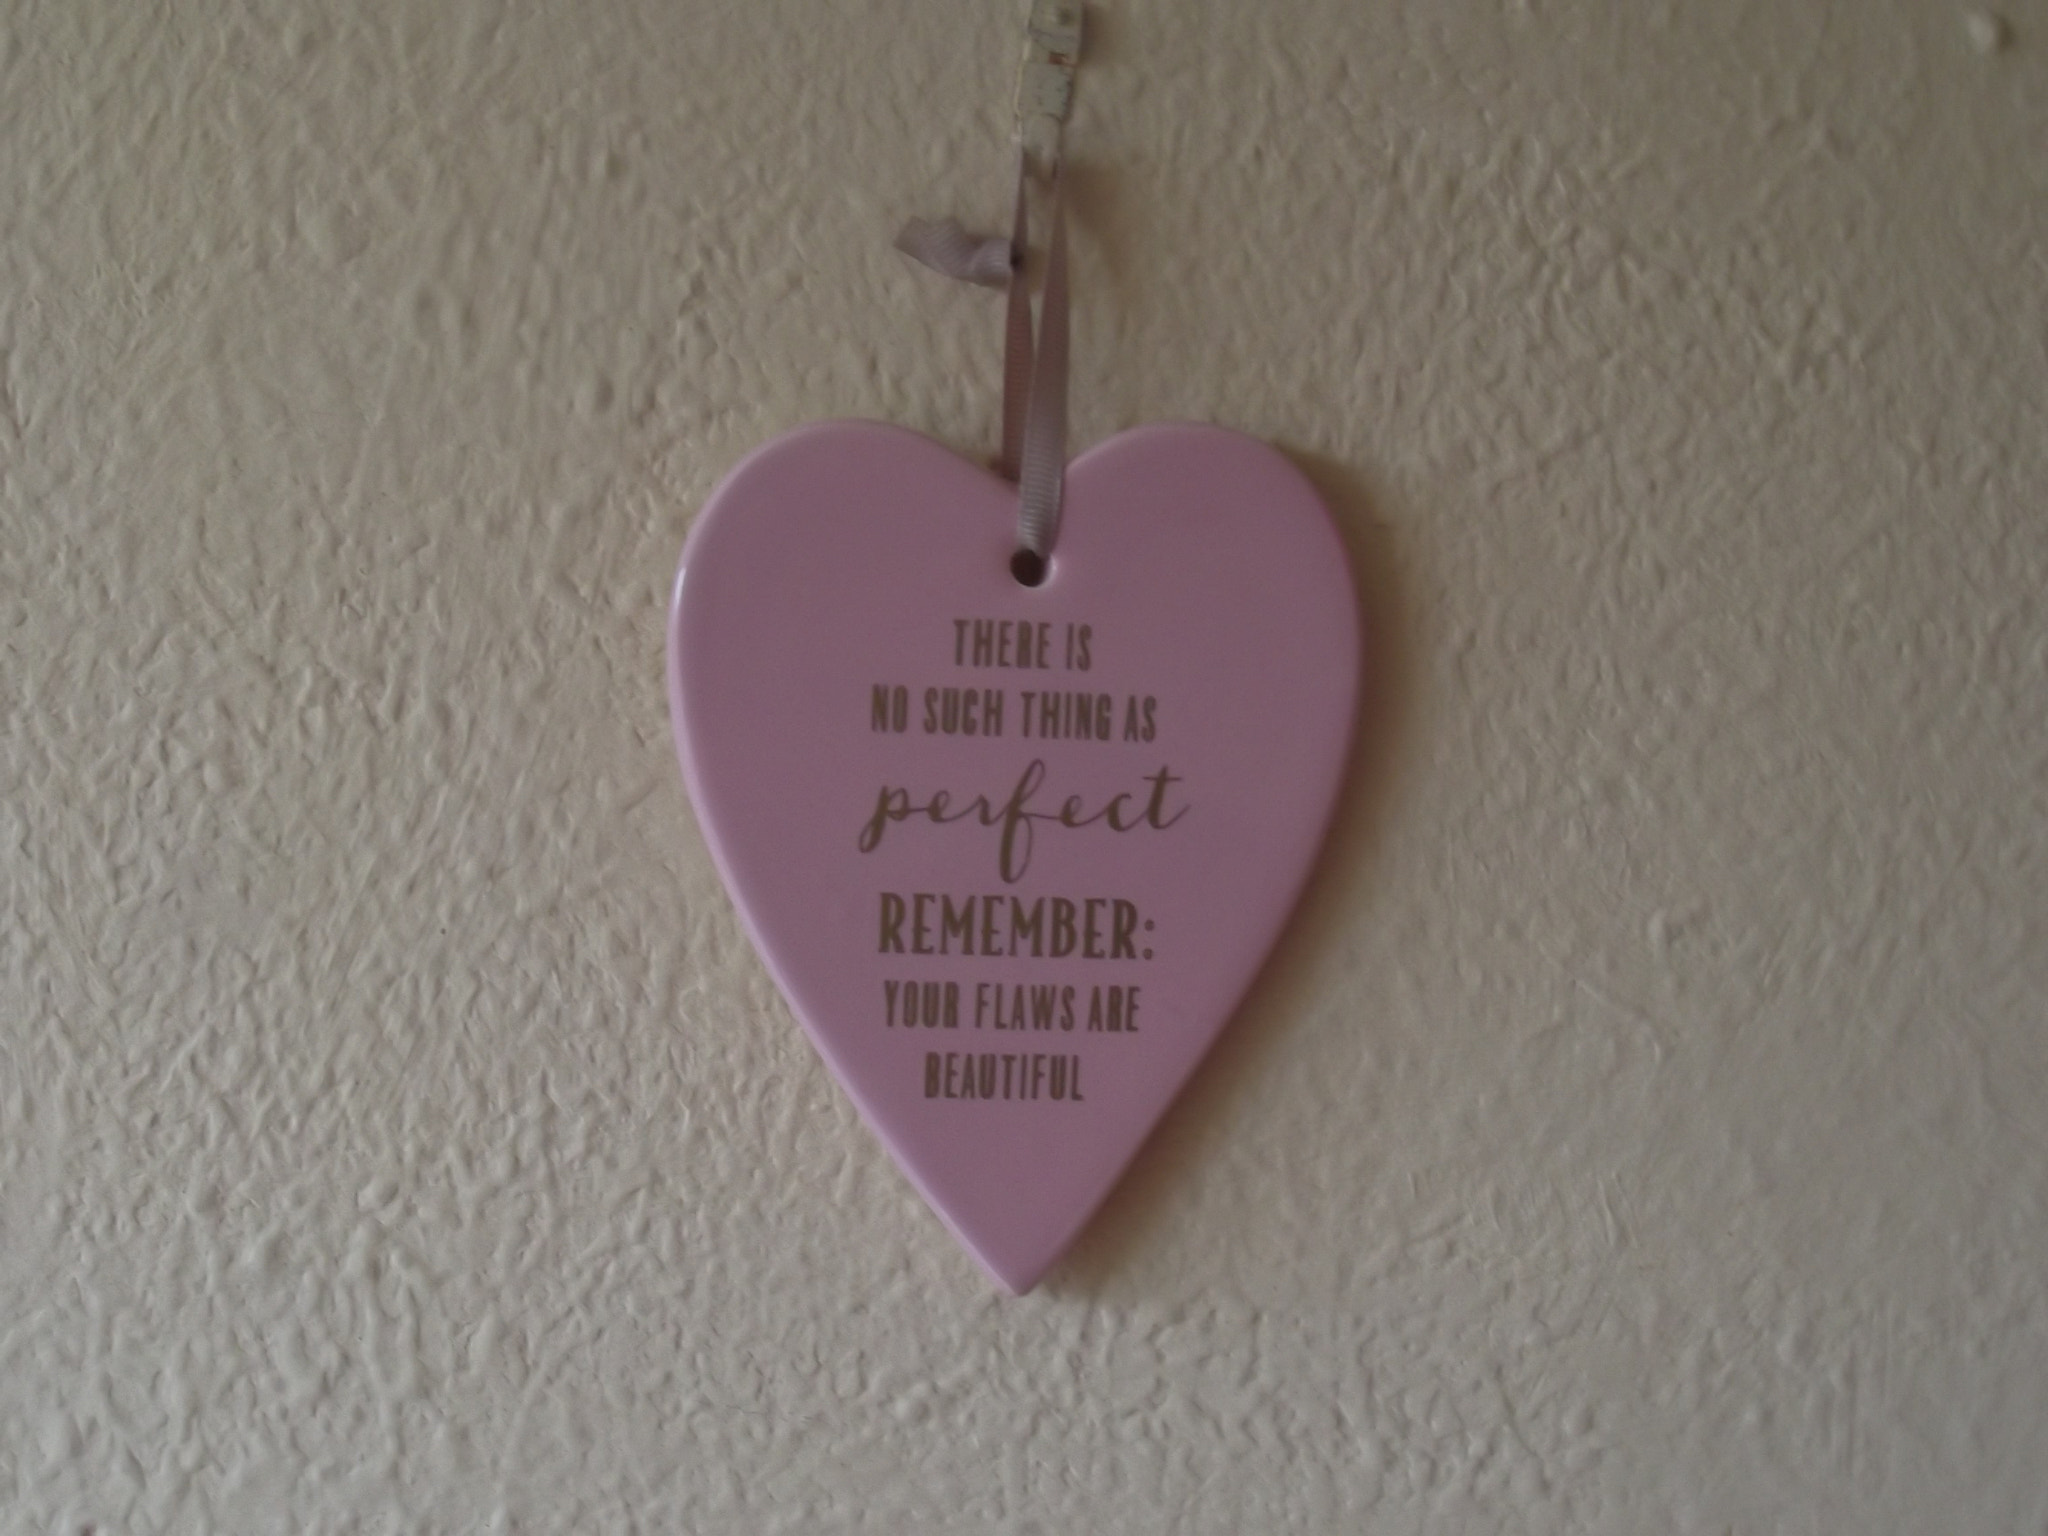 THERE IS
NO SUCH THING AS
perfect
REMEMBER:
YOUR FLAWS ARE
BEAUTIFUL